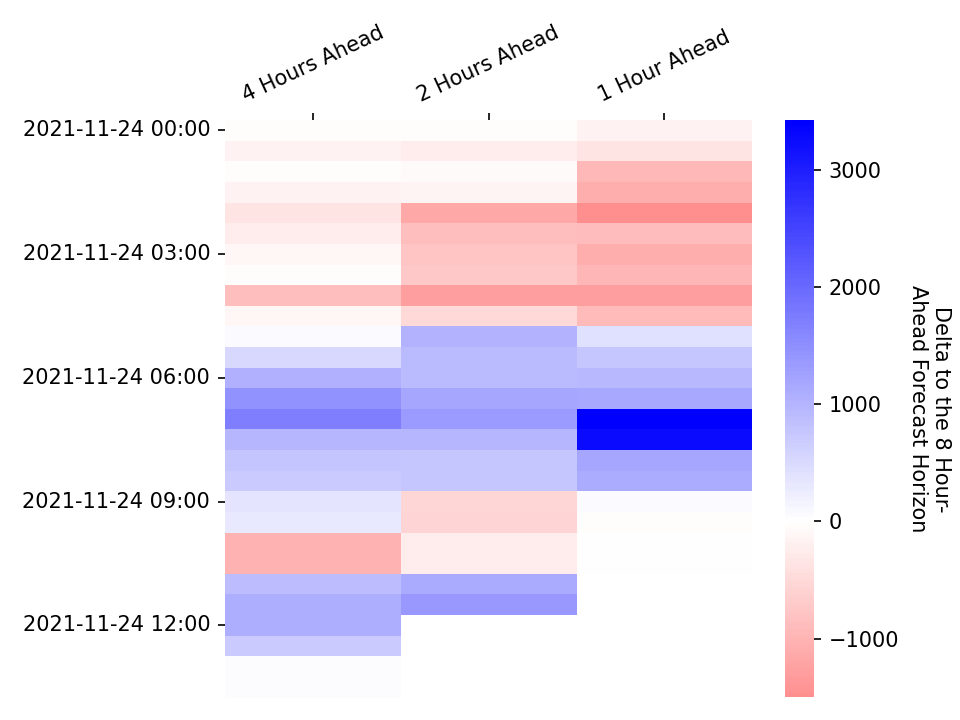 4 Hours Ahead
2 Hours Ahead
1 Hour Ahead
2021-11-24 00:00
2021-11-24 03:00
2021-11-24 06:00
2021-11-24 09:00
2021-11-24 12:00
3000
2000
1000
0
−1000
Delta to the 8 Hour-
Ahead Forecast Horizon